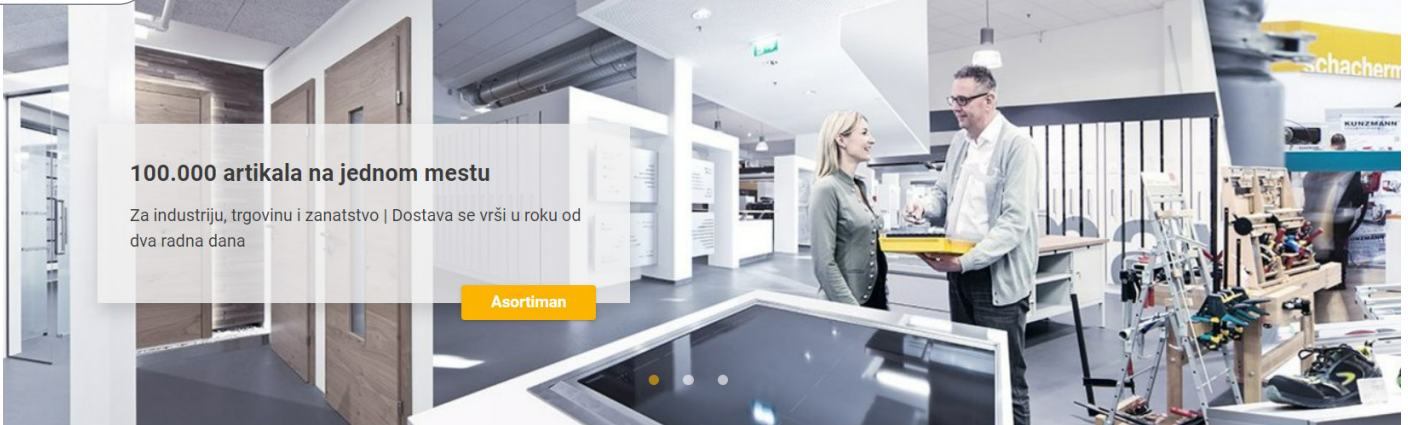 100.000 artikala na jednom mestu
Za industriju, trgovinu i zanatstvo | Dostava se vrši u roku od
dva radna dana
Asortiman
schacherm
KUNZMANN